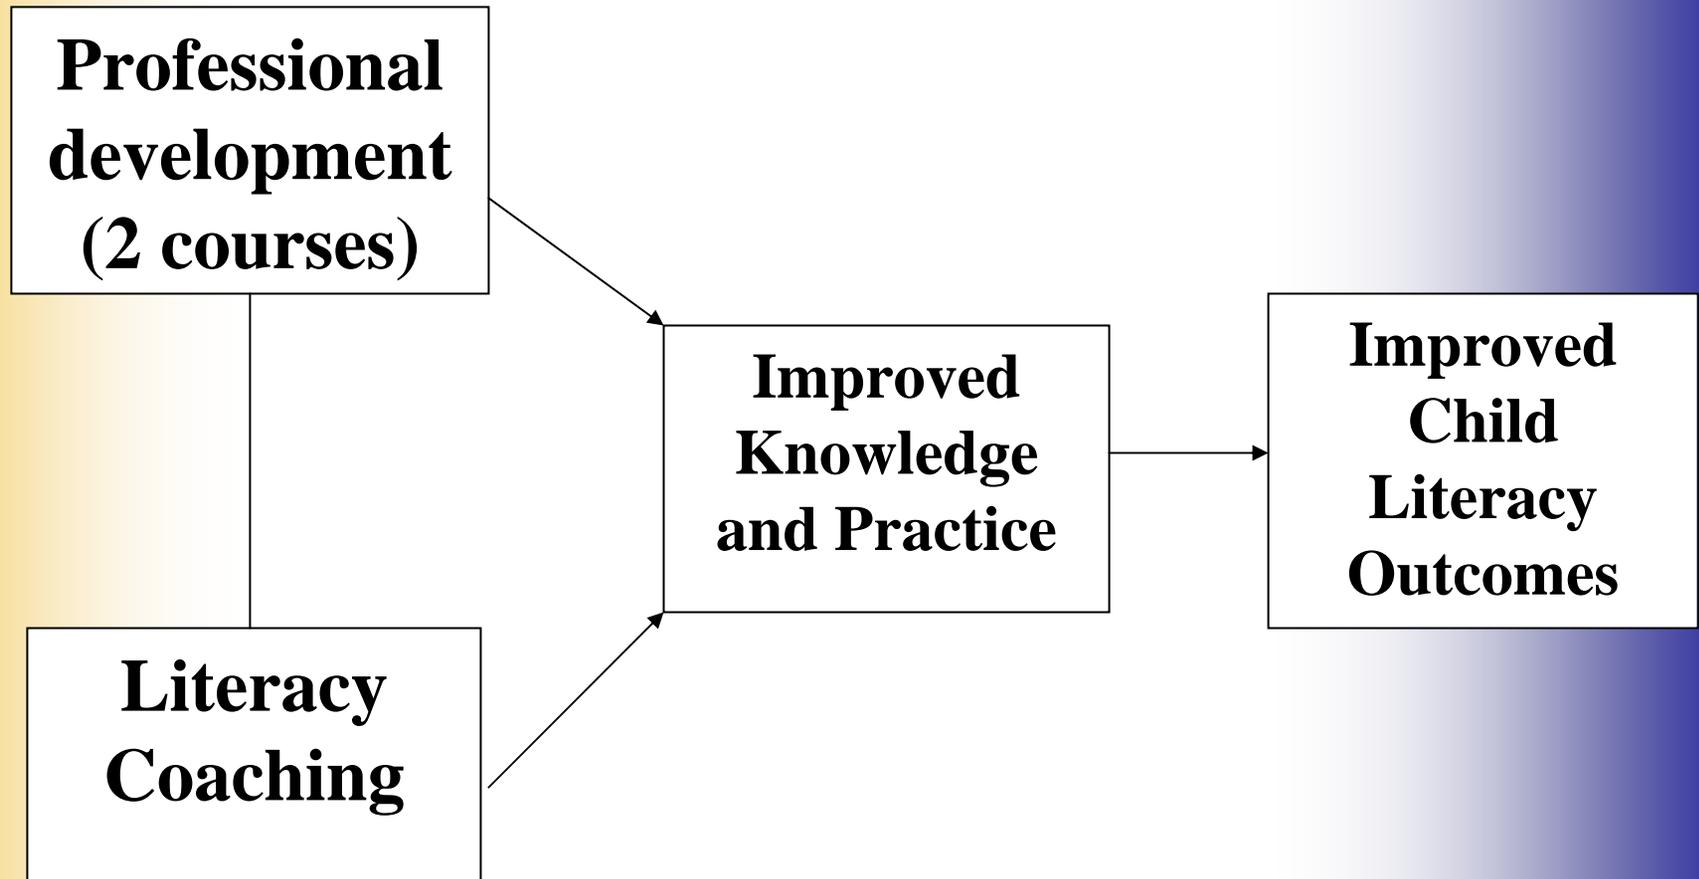 Professional
development
(2 courses)
Improved
Knowledge
and Practice
Improved
Child
Literacy
Outcomes
Literacy
Coaching